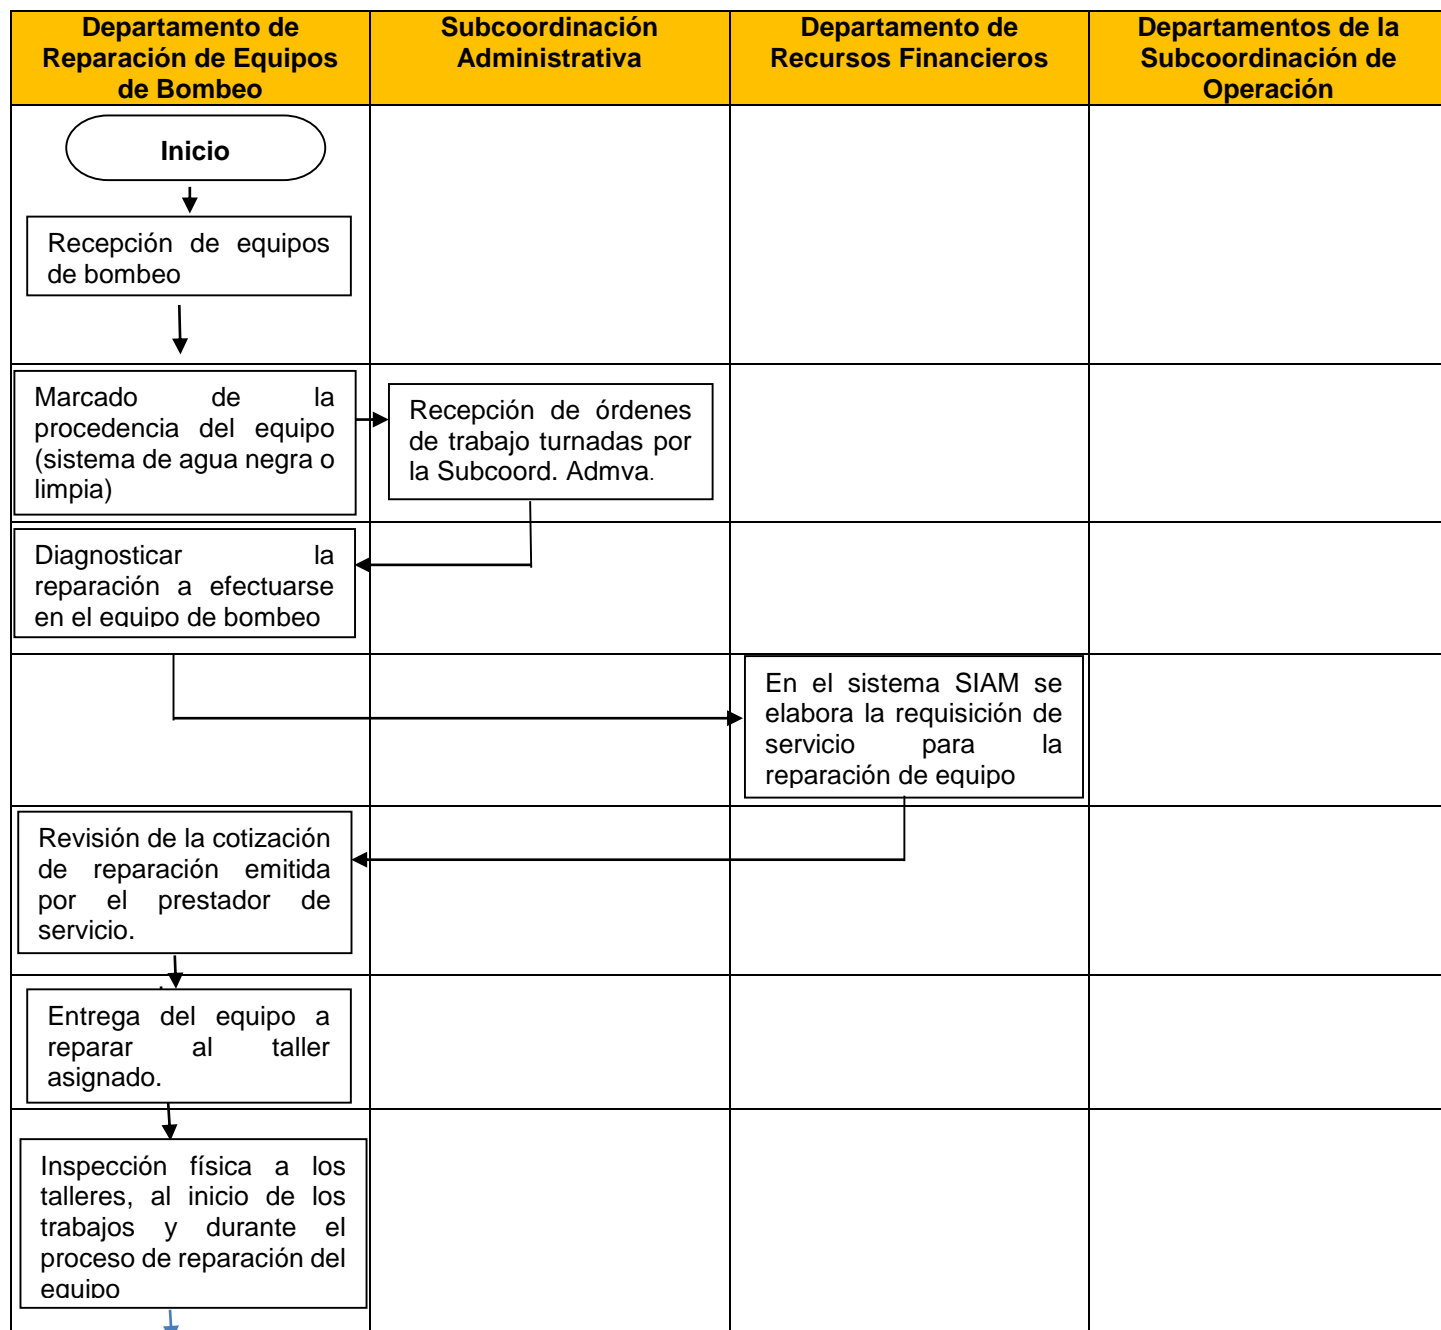 Departamento de
Reparación de Equipos
de Bombeo
Subcoordinación
Administrativa
Departamento de
Recursos Financieros
Departamentos de la
Subcoordinación de
Operación
Inicio
Recepción de equipos
de bombeo
Marcado de la
procedencia del equipo
(sistema de agua negra o
limpia)
Recepción de órdenes
de trabajo turnadas por
la Subcoord. Admva.
Diagnosticar la
reparación a efectuarse
en el equipo de bombeo
En el sistema SIAM se
elabora la requisición de
servicio para la
reparación de equipo
Revisión de la cotización
de reparación emitida
por el prestador de
servicio.
Entrega del equipo a
reparar al taller
asignado.
Inspección física a los
talleres, al inicio de los
trabajos y durante el
proceso de reparación del
equipo